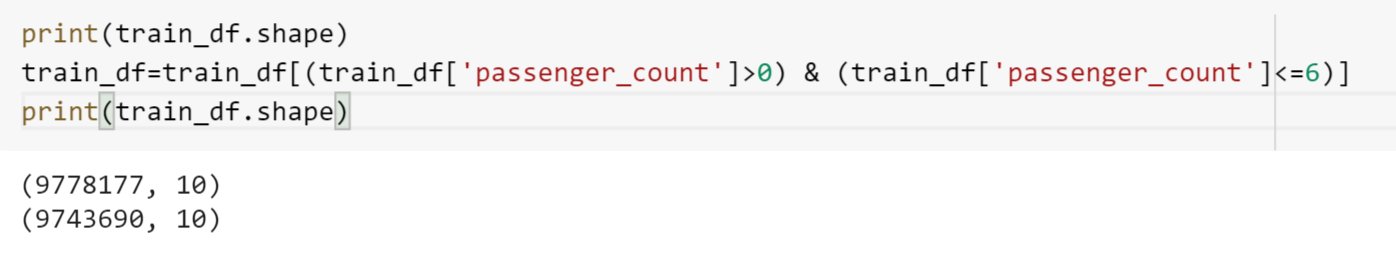 print(train_df.shape)
train_df=train_df[(train_df['passenger_count']>0) & (train_df['passenger_count']<=6)]
print(train_df.shape)
(9778177, 10)
(9743690, 10)